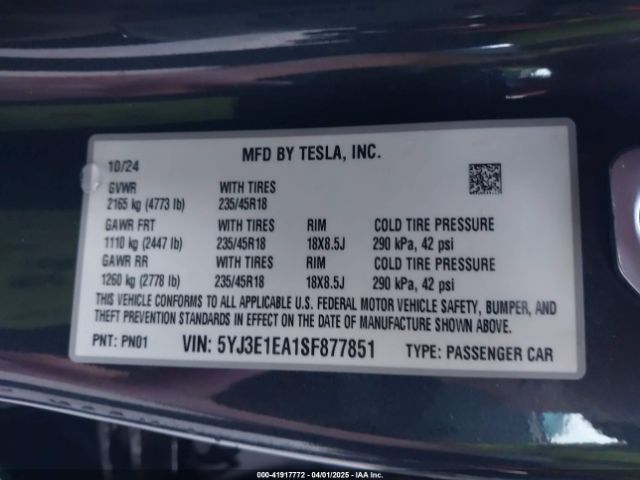 MFD BY TESLA, INC.
10/24
GVWR WITH TIRES
2165 kg (4773 lb) 235/45R18
GAWR FRT WITH TIRES RIM COLD TIRE PRESSURE
1110 kg (2447 lb) 235/45R18 18X8.5J 290 kPa, 42 psi
GAWR RR WITH TIRES RIM COLD TIRE PRESSURE
1260 kg (2778 lb) 235/45R18 18X8.5J 290 kPa, 42 psi
THIS VEHICLE CONFORMS TO ALL APPLICABLE U.S. FEDERAL MOTOR VEHICLE SAFETY, BUMPER, AND
THEFT PREVENTION STANDARDS IN EFFECT ON THE DATE OF MANUFACTURE SHOWN ABOVE.
PNT: PN01 VIN: 5YJ3E1EA1SF877851 TYPE: PASSENGER CAR
000-41917772 - 04/01/2025 - IAA Inc.